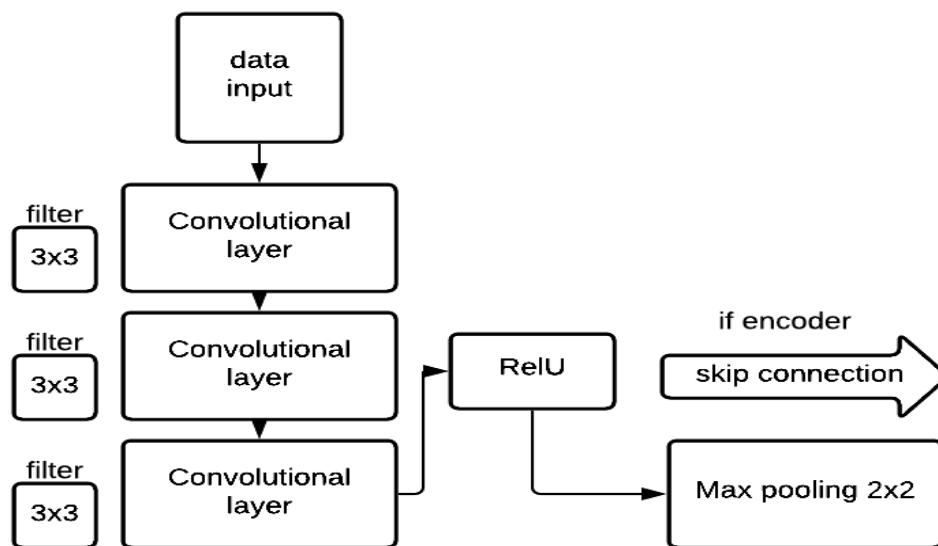 data
input
filter
3x3
Convolutional
layer
filter
3x3
Convolutional
layer
filter
3x3
Convolutional
layer
RelU
if encoder
skip connection
Max pooling 2x2